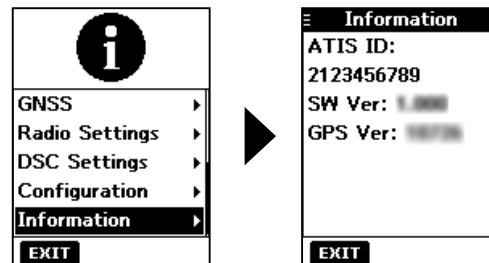 GNSS
Radio Settings
DSC Settings
Configuration
Information
EXIT
Information
ATIS ID:
2123456789
SW Ver:
GPS Ver:
EXIT